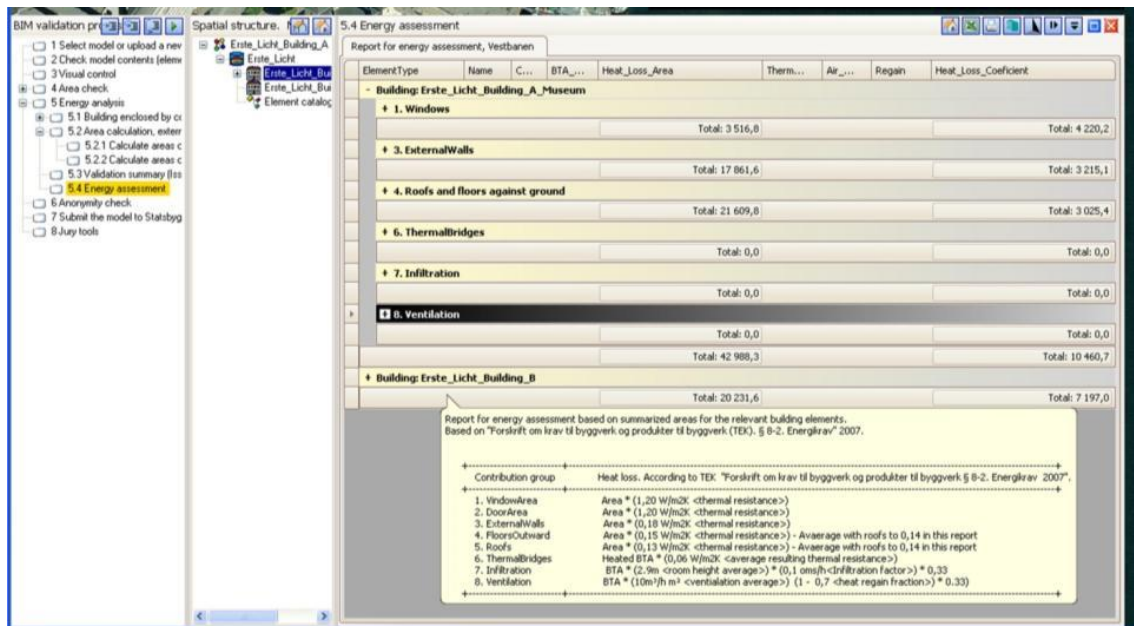 BIM validation pr
1 Select model or upload a new
2 Check model contents (eleme
3 Visual control
4 Area check
5 Energy analysis
5.1 Building enclosed by co
5.2 Area calculation, extern
5.2.1 Calculate areas c
5.2.2 Calculate areas c
5.3 Validation summary (Iss
5.4 Energy assessment
6 Anonymity check
7 Submit the model to Statsbyg
8 Jury tools
Spatial structure.
Erste_Licht_Building_A
Erste_Licht
Erste_Licht_Bui
Erste_Licht_Bui
Element catalog
5.4 Energy assessment
Report for energy assessment, Vestbanen
ElementType Name C... BTA_... Heat_Loss_Area Therm... Air_... Regain Heat_Loss_Coeficient
- Building: Erste_Licht_Building_A_Museum
+ 1. Windows
Total: 3 516,8 Total: 4 220,2
+ 3. ExternalWalls
Total: 17 861,6 Total: 3 215,1
+ 4. Roofs and floors against ground
Total: 21 609,8 Total: 3 025,4
+ 6. ThermalBridges
Total: 0,0 Total: 0,0
+ 7. Infiltration
Total: 0,0 Total: 0,0
+ 8. Ventilation
Total: 0,0 Total: 0,0
Total: 42 988,3 Total: 10 460,7
+ Building: Erste_Licht_Building_B
Total: 20 231,6 Total: 7 197,0
Report for energy assessment based on summarized areas for the relevant building elements.
Based on "Forskrift om krav til byggverk og produkter til byggverk (TEK). § 8-2. Energikrav" 2007.
Contribution group Heat loss. According to TEK "Forskrift om krav til byggverk og produkter til byggverk § 8-2. Energikrav 2007".
1. VindowArea Area * (1,20 W/m2K <thermal resistance>)
2. DoorArea Area * (1,20 W/m2K <thermal resistance>)
3. ExternalWalls Area * (0,18 W/m2K <thermal resistance>)
4. FloorsOutward Area * (0,15 W/m2K <thermal resistance>) - Avaerage with roofs to 0,14 in this report
5. Roofs Area * (0,13 W/m2K <thermal resistance>) - Avaerage with roofs to 0,14 in this report
6. ThermalBridges Heated BTA * (0,06 W/m2K <average resulting thermal resistance>)
7. Infiltration BTA * (2.9m <room height average>) * (0,1 oms/h<Infiltration factor>) * 0,33
8. Ventilation BTA * (10m³/h m² <ventialation average>) (1 - 0,7 <heat regain fraction>) * 0.33)